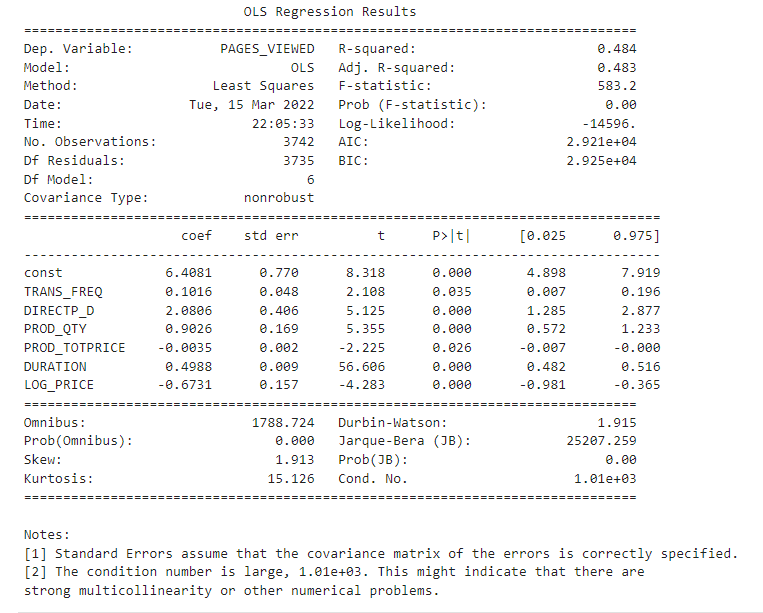 OLS Regression Results
==============================================================================
Dep. Variable: PAGES_VIEWED R-squared: 0.484
Model: OLS Adj. R-squared: 0.483
Method: Least Squares F-statistic: 583.2
Date: Tue, 15 Mar 2022 Prob (F-statistic): 0.00
Time: 22:05:33 Log-Likelihood: -14596.
No. Observations: 3742 AIC: 2.921e+04
Df Residuals: 3735 BIC: 2.925e+04
Df Model: 6
Covariance Type: nonrobust
=================================================================================
coef std err t P>|t| [0.025 0.975]
---------------------------------------------------------------------------------
const 6.4081 0.770 8.318 0.000 4.898 7.919
TRANS_FREQ 0.1016 0.048 2.108 0.035 0.007 0.196
DIRECTP_D 2.0806 0.406 5.125 0.000 1.285 2.877
PROD_QTY 0.9026 0.169 5.355 0.000 0.572 1.233
PROD_TOTPRICE -0.0035 0.002 -2.225 0.026 -0.007 -0.000
DURATION 0.4988 0.009 56.606 0.000 0.482 0.516
LOG_PRICE -0.6731 0.157 -4.283 0.000 -0.981 -0.365
==============================================================================
Omnibus: 1788.724 Durbin-Watson: 1.915
Prob(Omnibus): 0.000 Jarque-Bera (JB): 25207.259
Skew: 1.913 Prob(JB): 0.00
Kurtosis: 15.126 Cond. No. 1.01e+03
==============================================================================
Notes:
[1] Standard Errors assume that the covariance matrix of the errors is correctly specified.
[2] The condition number is large, 1.01e+03. This might indicate that there are
strong multicollinearity or other numerical problems.